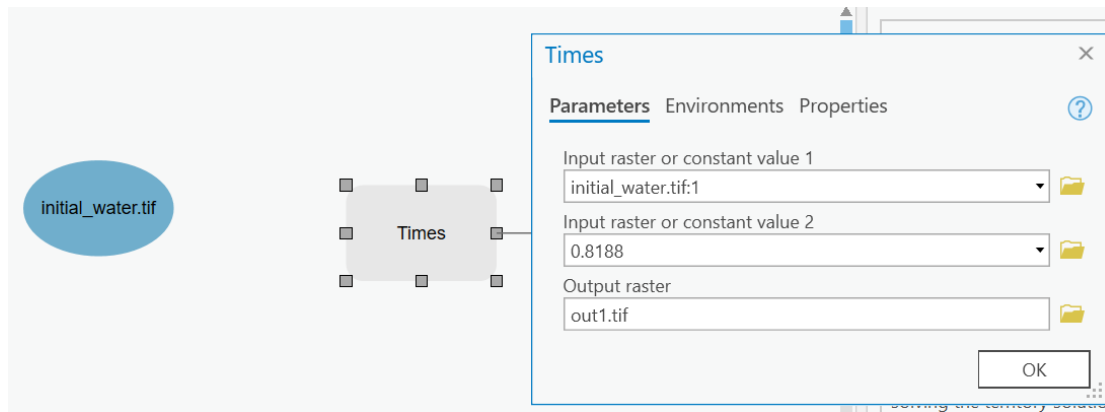 initial_water.tif
Times
Times
Parameters Environments Properties
Input raster or constant value 1
initial_water.tif:1
Input raster or constant value 2
0.8188
Output raster
out1.tif
OK